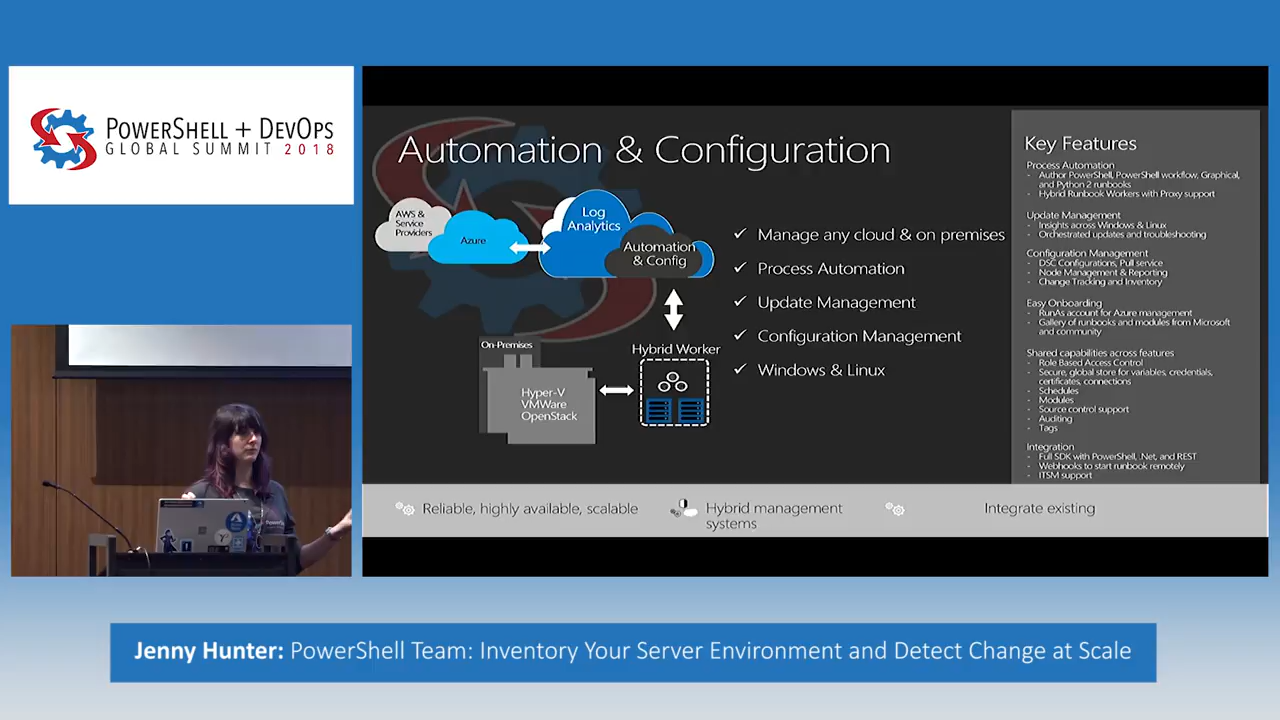 POWERSHELL + DEVOPS
GLOBAL SUMMIT 2018
Automation & Configuration
AWS &
Service
Providers
Azure
Log
Analytics
Automation
& Config
On-Premises
Hyper-V
VMWare
OpenStack
Hybrid Worker
✓ Manage any cloud & on premises
✓ Process Automation
✓ Update Management
✓ Configuration Management
✓ Windows & Linux
Key Features
Process Automation
- Author PowerShell, PowerShell workflow, Graphical,
and Python 2 runbooks
- Hybrid Runbook Workers with Proxy support
Update Management
- Insights across Windows & Linux
- Orchestrated updates and troubleshooting
Configuration Management
- DSC Configurations, Pull service
- Node Management & Reporting
- Change Tracking and Inventory
Easy Onboarding
- RunAs account for Azure management
- Gallery of runbooks and modules from Microsoft
and community
Shared capabilities across features
- Role Based Access Control
- Secure, global store for variables, credentials,
certificates, connections
- Schedules
- Modules
- Source control support
- Auditing
- Tags
Integration
- Full SDK with PowerShell, .Net, and REST
- Webhooks to start runbook remotely
- ITSM support
Reliable, highly available, scalable
Hybrid management
systems
Integrate existing
Jenny Hunter: PowerShell Team: Inventory Your Server Environment and Detect Change at Scale